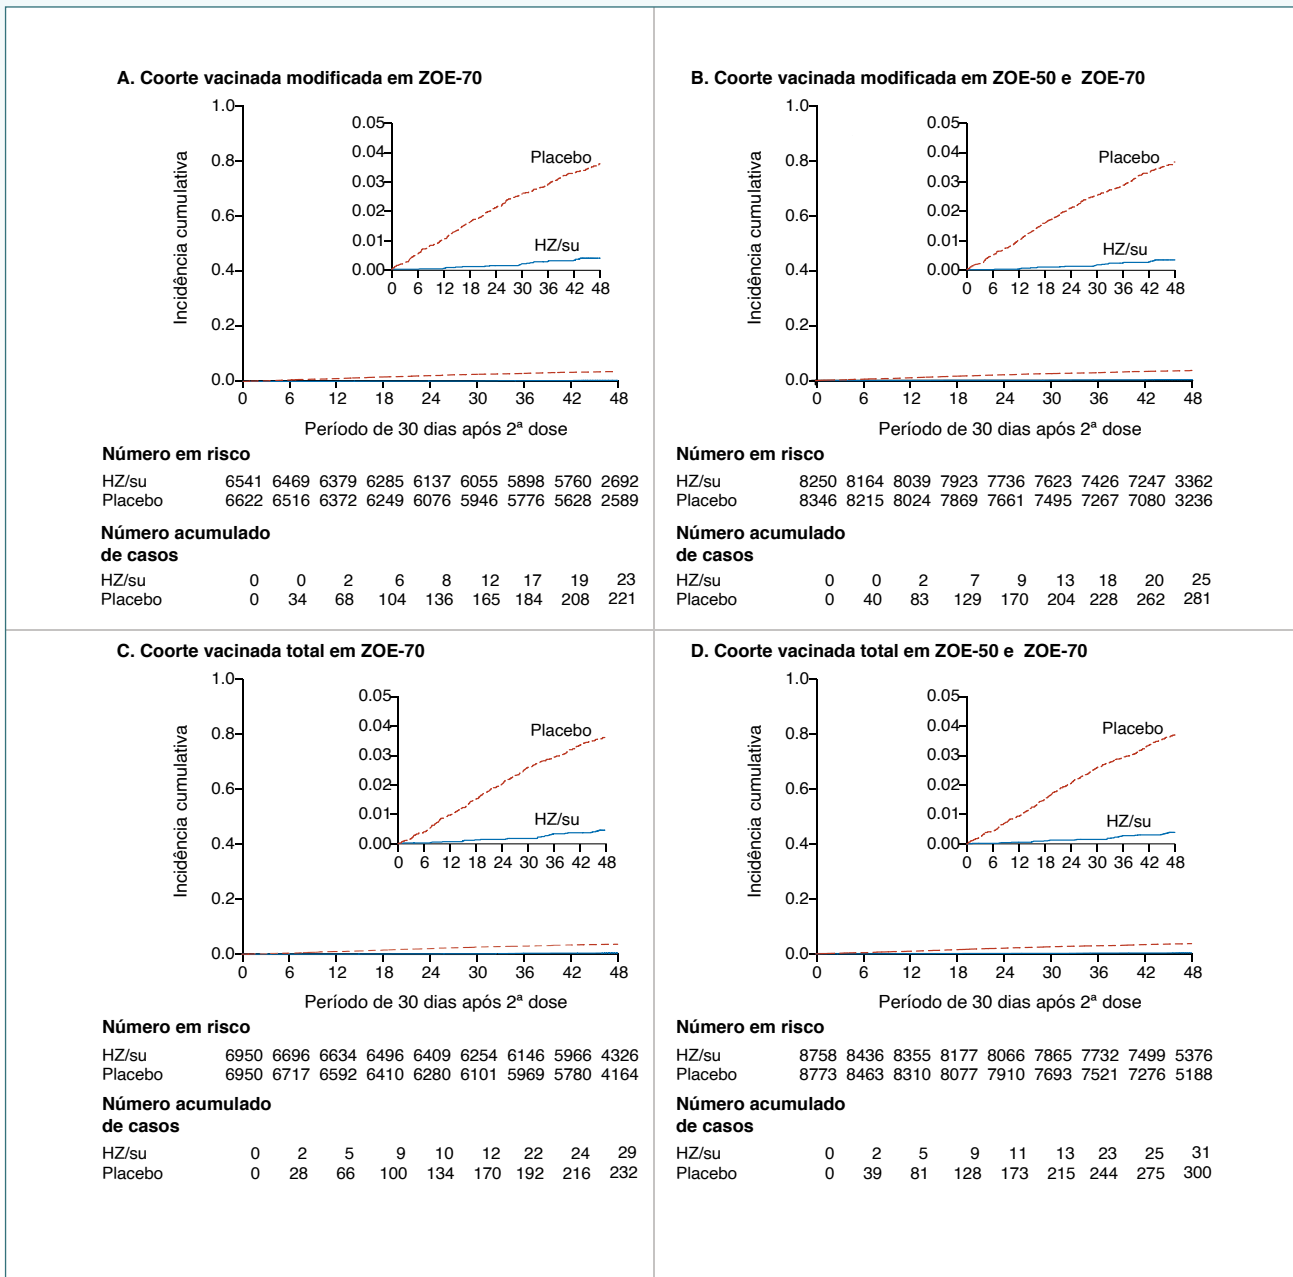 A. Coorte vacinada modificada em ZOE-70
Incidência cumulativa
1.0
0.8
0.6
0.4
0.2
0.0
0 6 12 18 24 30 36 42 48
0.05
0.04
0.03
0.02
0.01
0.00
0 6 12 18 24 30 36 42 48
Placebo
HZ/su
Período de 30 dias após 2ª dose
Número em risco
HZ/su 6541 6469 6379 6285 6137 6055 5898 5760 2692
Placebo 6622 6516 6372 6249 6076 5946 5776 5628 2589
Número acumulado
de casos
HZ/su 0 0 2 6 8 12 17 19 23
Placebo 0 34 68 104 136 165 184 208 221
B. Coorte vacinada modificada em ZOE-50 e ZOE-70
Incidência cumulativa
1.0
0.8
0.6
0.4
0.2
0.0
0 6 12 18 24 30 36 42 48
0.05
0.04
0.03
0.02
0.01
0.00
0 6 12 18 24 30 36 42 48
Placebo
HZ/su
Período de 30 dias após 2ª dose
Número em risco
HZ/su 8250 8164 8039 7923 7736 7623 7426 7247 3362
Placebo 8346 8215 8024 7869 7661 7495 7267 7080 3236
Número acumulado
de casos
HZ/su 0 0 2 7 9 13 18 20 25
Placebo 0 40 83 129 170 204 228 262 281
C. Coorte vacinada total em ZOE-70
Incidência cumulativa
1.0
0.8
0.6
0.4
0.2
0.0
0 6 12 18 24 30 36 42 48
0.05
0.04
0.03
0.02
0.01
0.00
0 6 12 18 24 30 36 42 48
Placebo
HZ/su
Período de 30 dias após 2ª dose
Número em risco
HZ/su 6950 6696 6634 6496 6409 6254 6146 5966 4326
Placebo 6950 6717 6592 6410 6280 6101 5969 5780 4164
Número acumulado
de casos
HZ/su 0 2 5 9 10 12 22 24 29
Placebo 0 28 66 100 134 170 192 216 232
D. Coorte vacinada total em ZOE-50 e ZOE-70
Incidência cumulativa
1.0
0.8
0.6
0.4
0.2
0.0
0 6 12 18 24 30 36 42 48
0.05
0.04
0.03
0.02
0.01
0.00
0 6 12 18 24 30 36 42 48
Placebo
HZ/su
Período de 30 dias após 2ª dose
Número em risco
HZ/su 8758 8436 8355 8177 8066 7865 7732 7499 5376
Placebo 8773 8463 8310 8077 7910 7693 7521 7276 5188
Número acumulado
de casos
HZ/su 0 2 5 9 11 13 23 25 31
Placebo 0 39 81 128 173 215 244 275 300